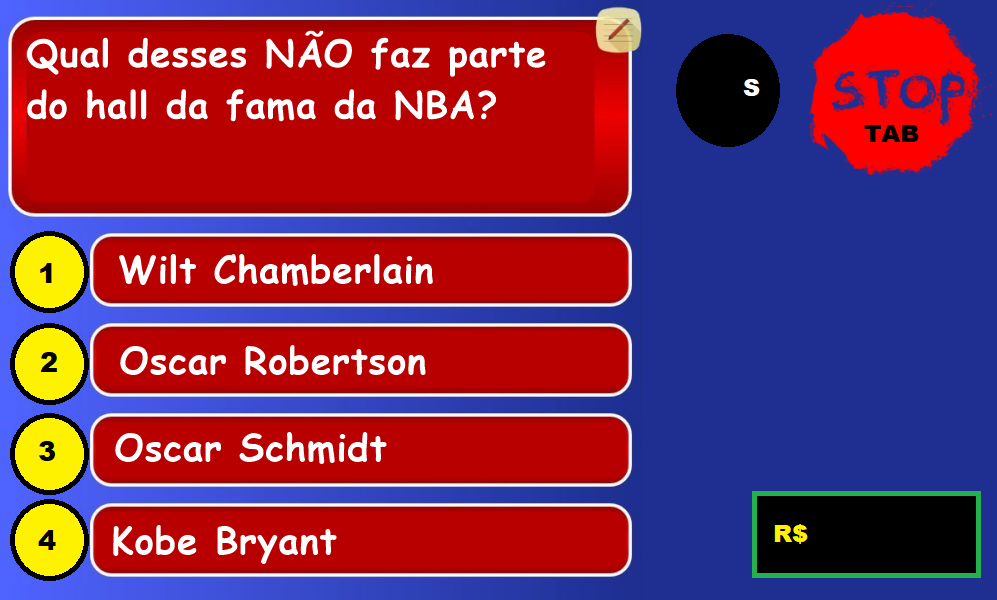 Qual desses NÃO faz parte
do hall da fama da NBA?
S
STOP
TAB
1 Wilt Chamberlain
2 Oscar Robertson
3 Oscar Schmidt
4 Kobe Bryant
R$